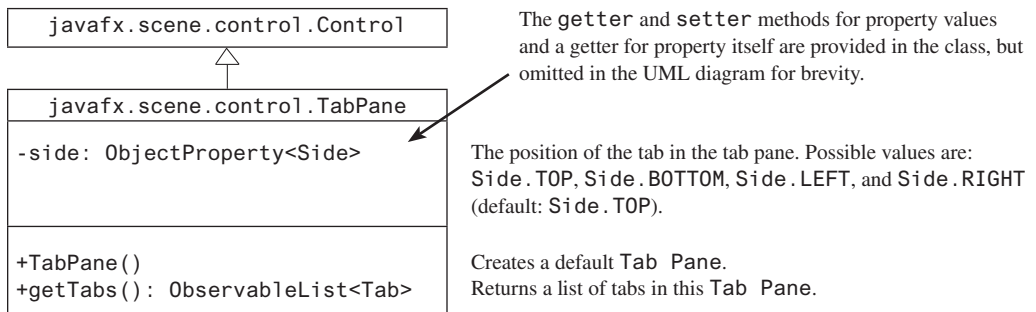 javafx.scene.control.Control
The getter and setter methods for property values
and a getter for property itself are provided in the class, but
omitted in the UML diagram for brevity.
javafx.scene.control.TabPane
-side: ObjectProperty<Side>
The position of the tab in the tab pane. Possible values are:
Side.TOP, Side.BOTTOM, Side.LEFT, and Side.RIGHT
(default: Side.TOP).
+TabPane()
Creates a default Tab Pane.
+getTabs(): ObservableList<Tab>
Returns a list of tabs in this Tab Pane.